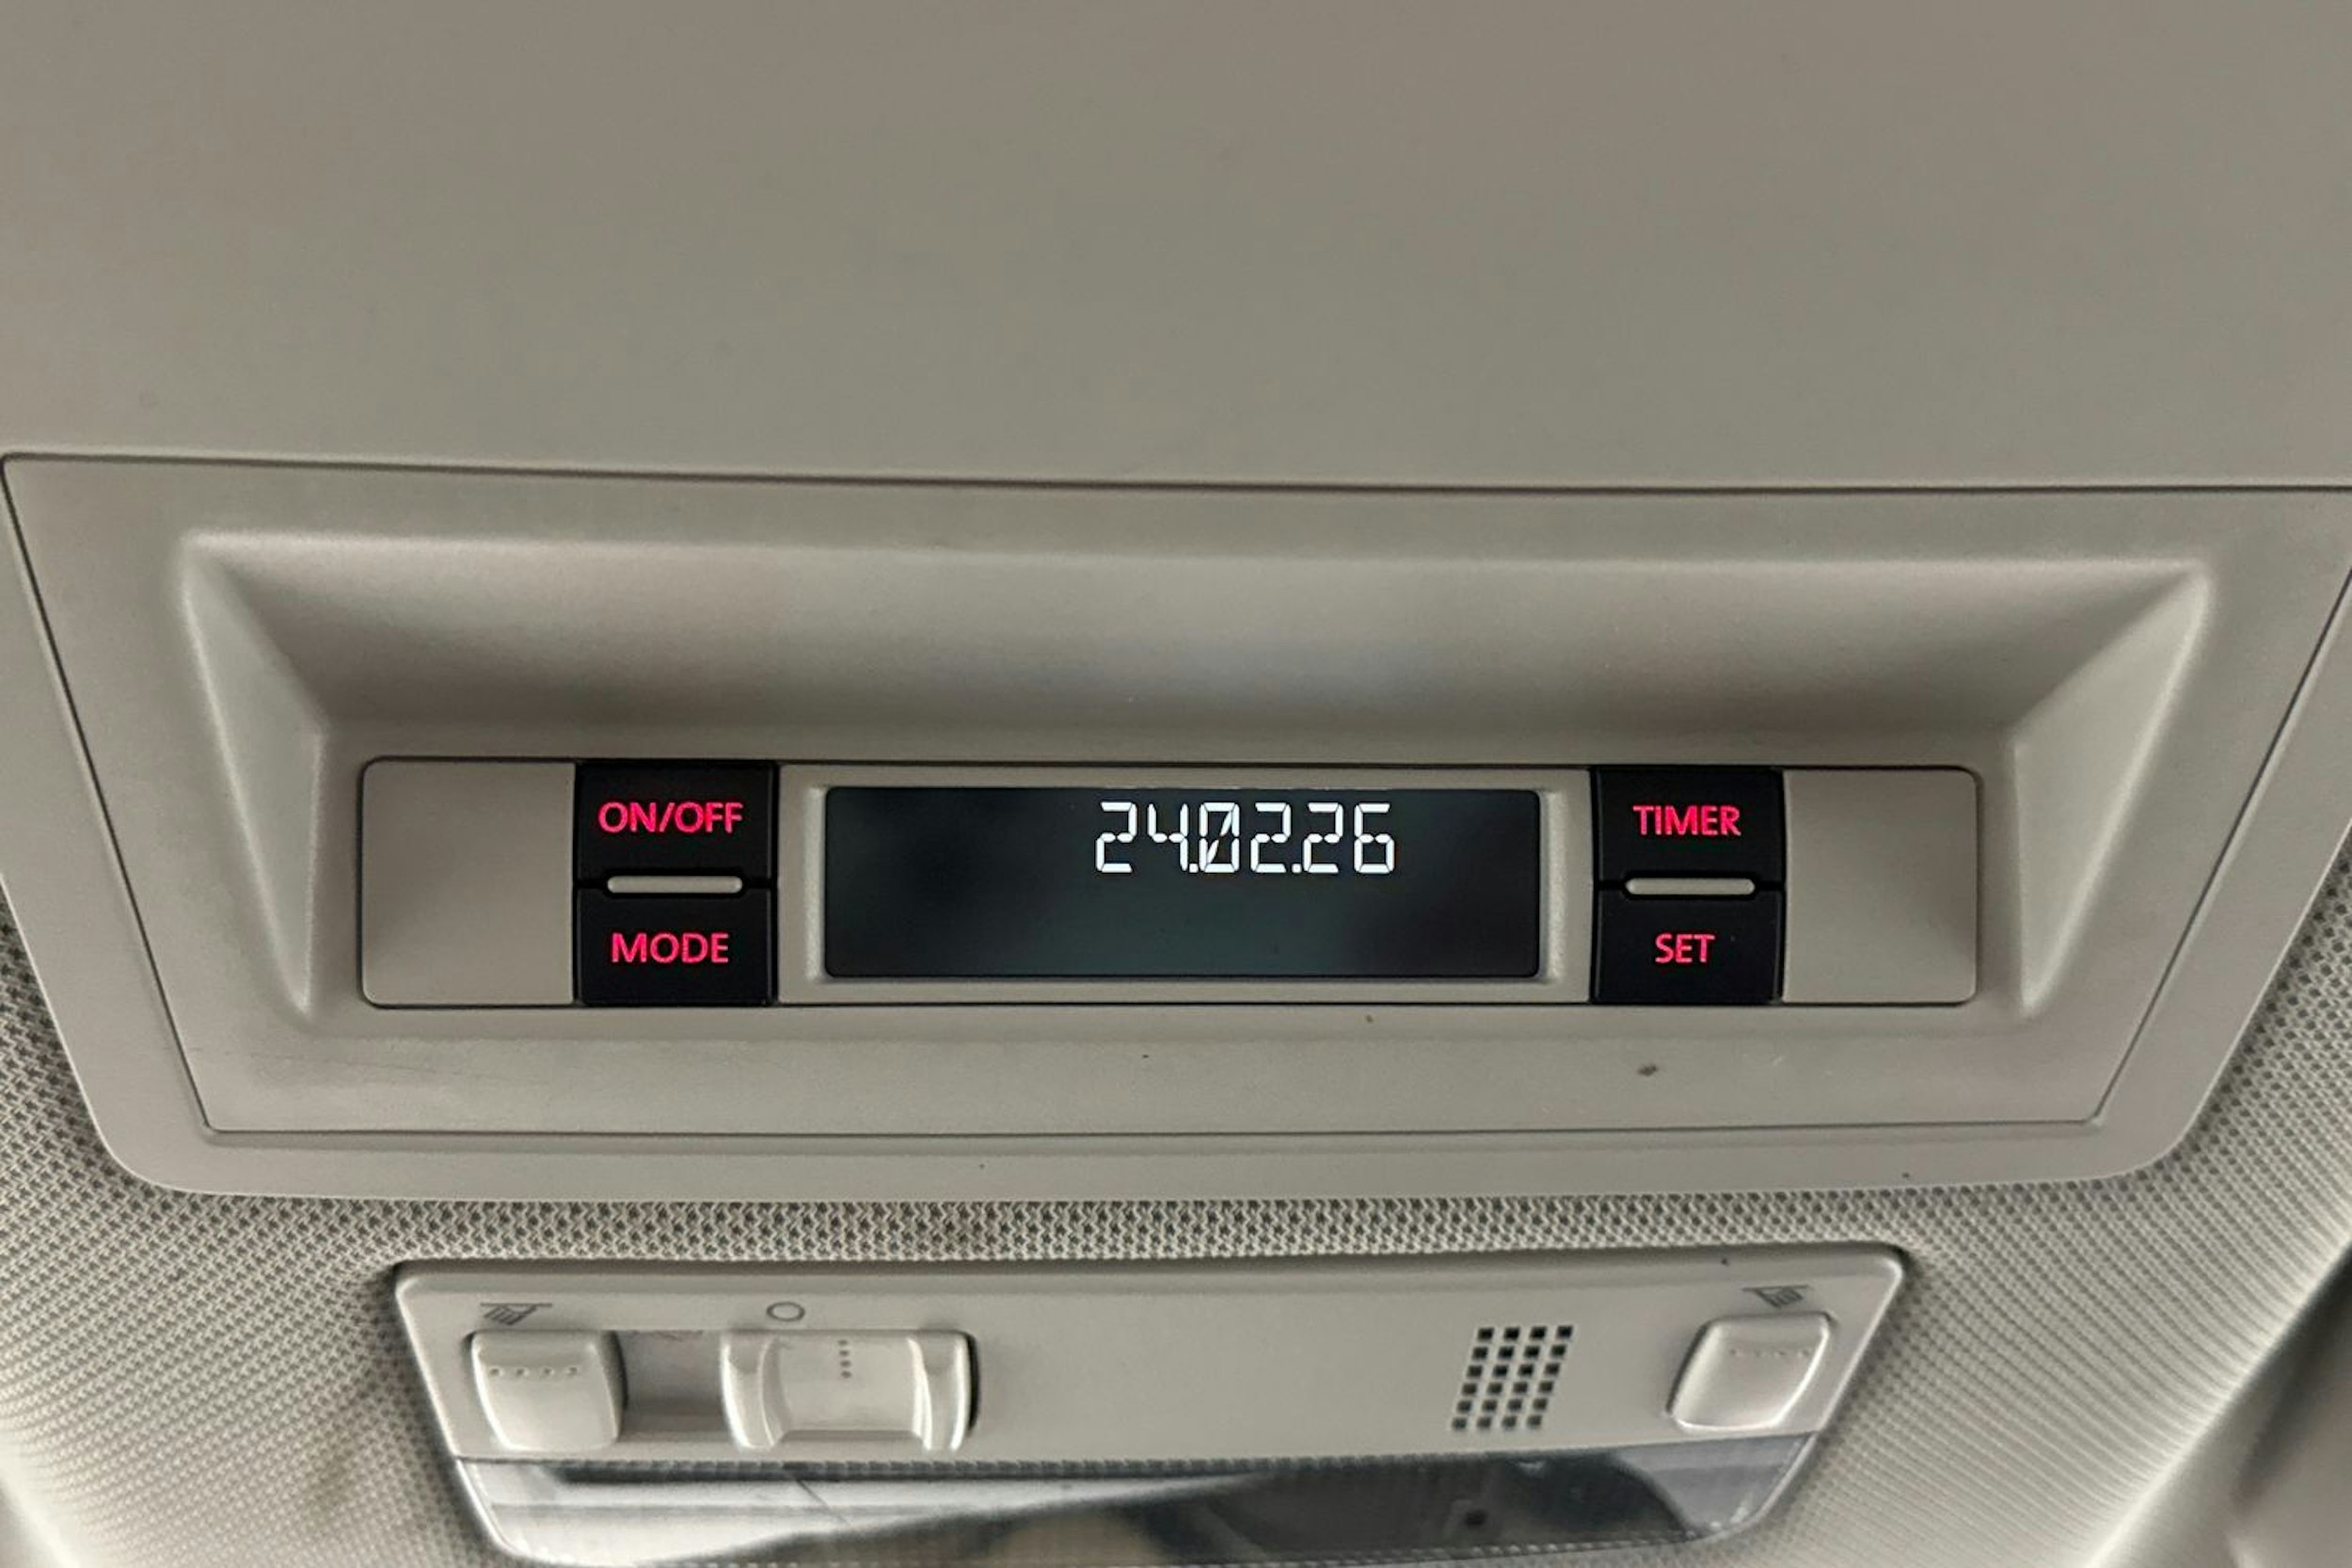 ON/OFF
MODE
24.02.26
TIMER
SET